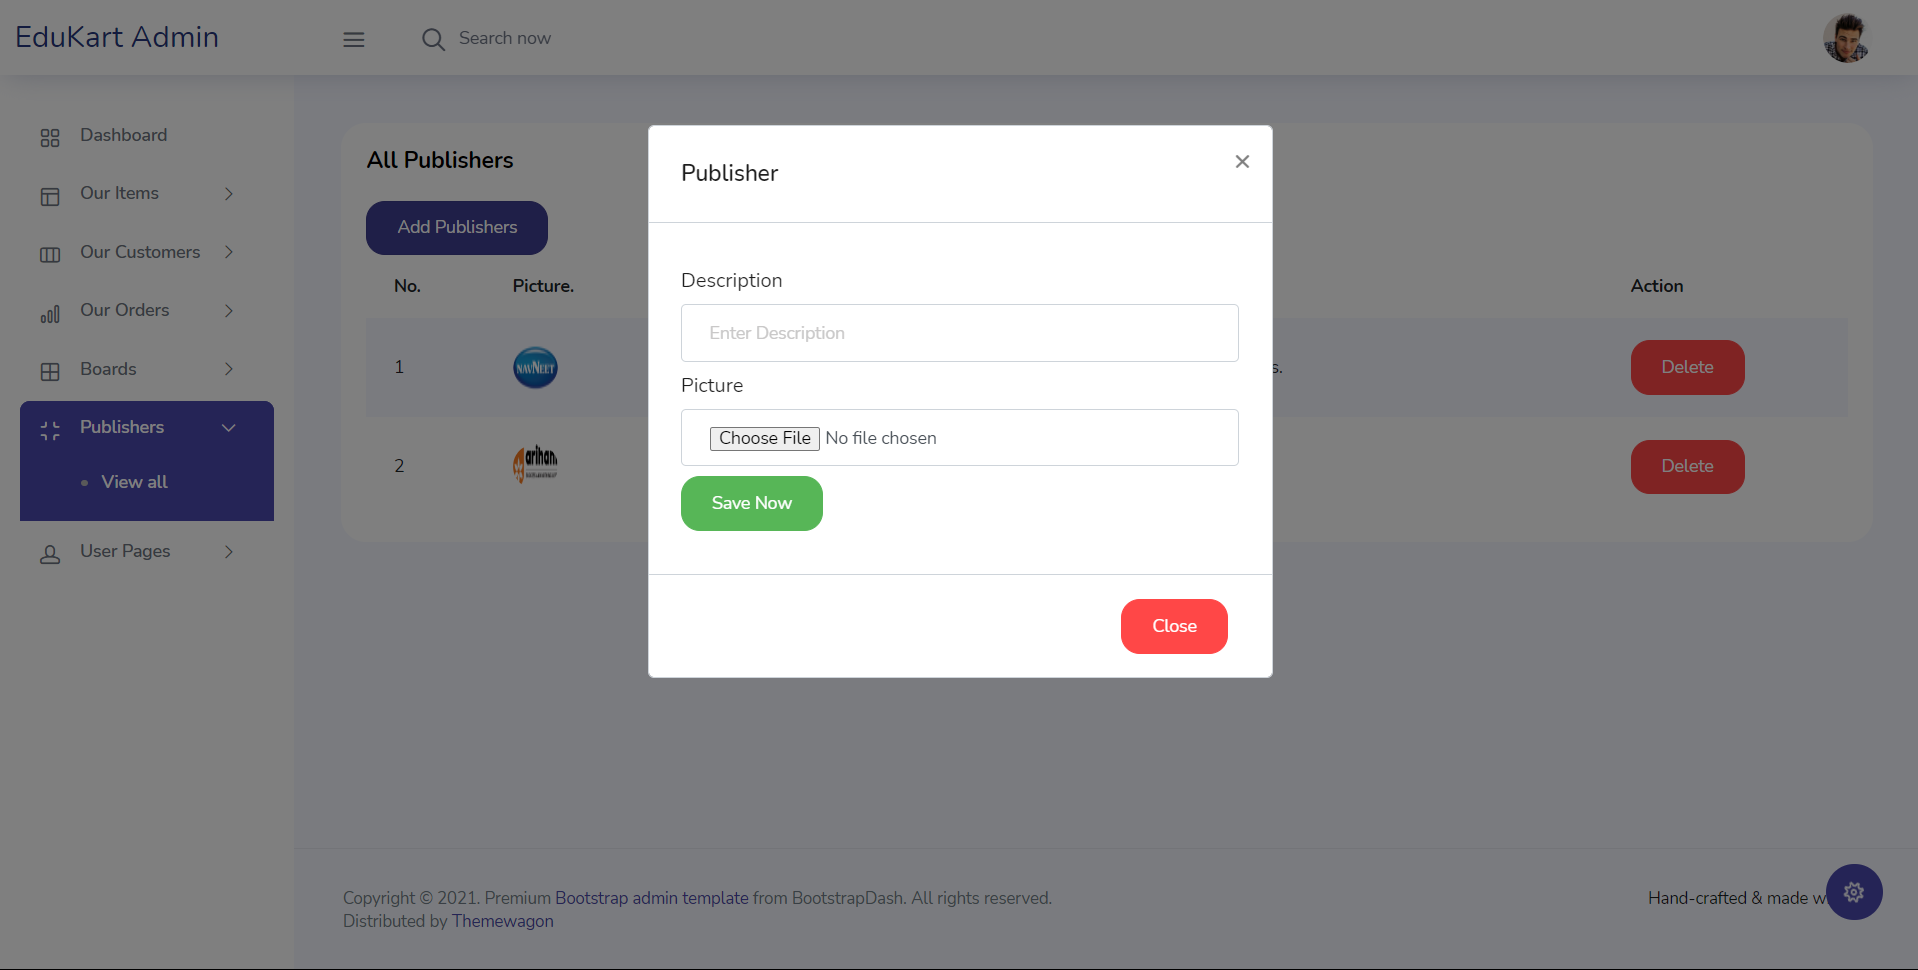 EduKart Admin
Search now
Dashboard
Our Items
Our Customers
Our Orders
Boards
Publishers
View all
User Pages
All Publishers
Add Publishers
No.
Picture.
Action
1
NAVNEET
s.
Delete
2
arihan
Delete
Publisher
×
Description
Enter Description
Picture
Choose File No file chosen
Save Now
Close
Copyright © 2021. Premium Bootstrap admin template from BootstrapDash. All rights reserved.
Distributed by Themewagon
Hand-crafted & made w